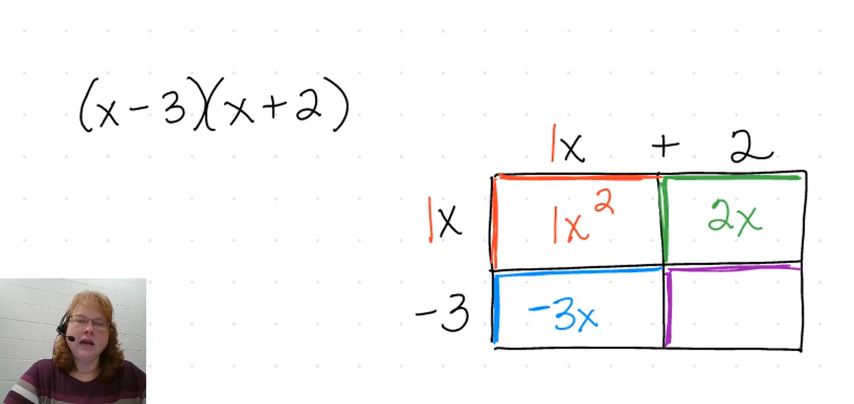 (x-3)(x+2)
1x + 2
1x 1x² 2x
-3 -3x